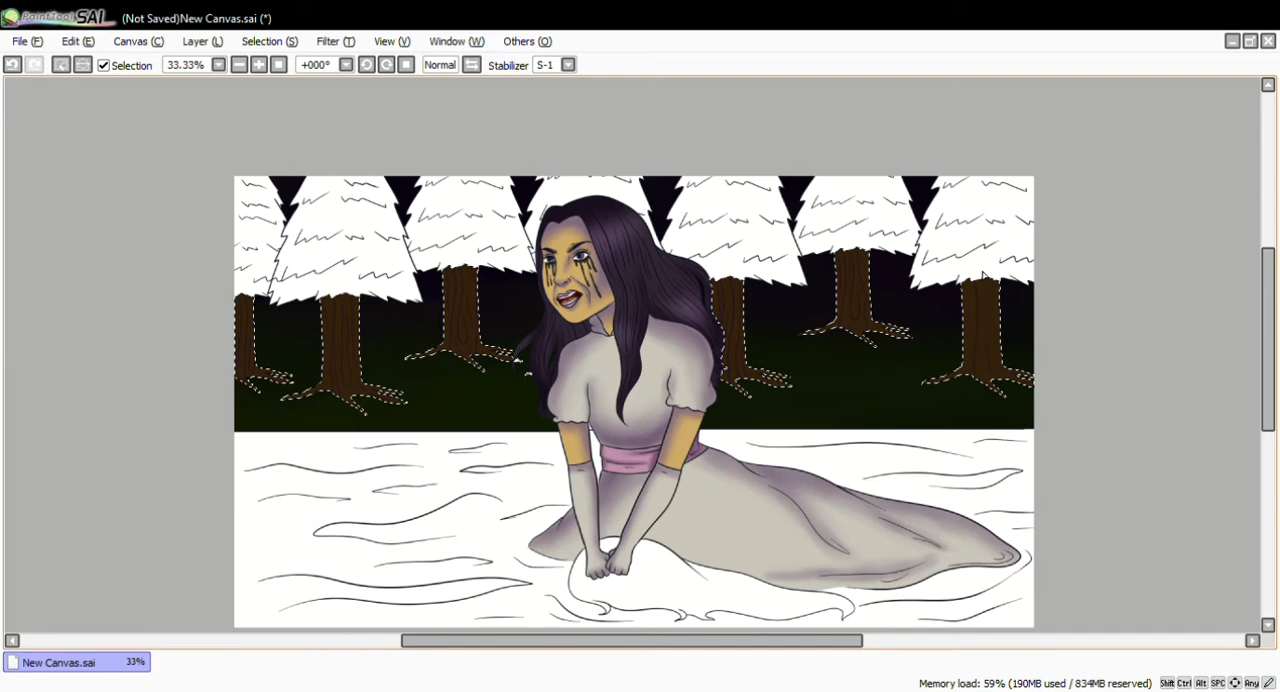 PaintTool SAI (Not Saved)New Canvas.sai (*)
File (F) Edit (E) Canvas (C) Layer (L) Selection (S) Filter (T) View (V) Window (W) Others (O)
Selection 33.33% +000° Normal Stabilizer S-1
New Canvas.sai 33%
Memory load: 59% (190MB used / 834MB reserved) Shift Ctrl Alt SPC Any